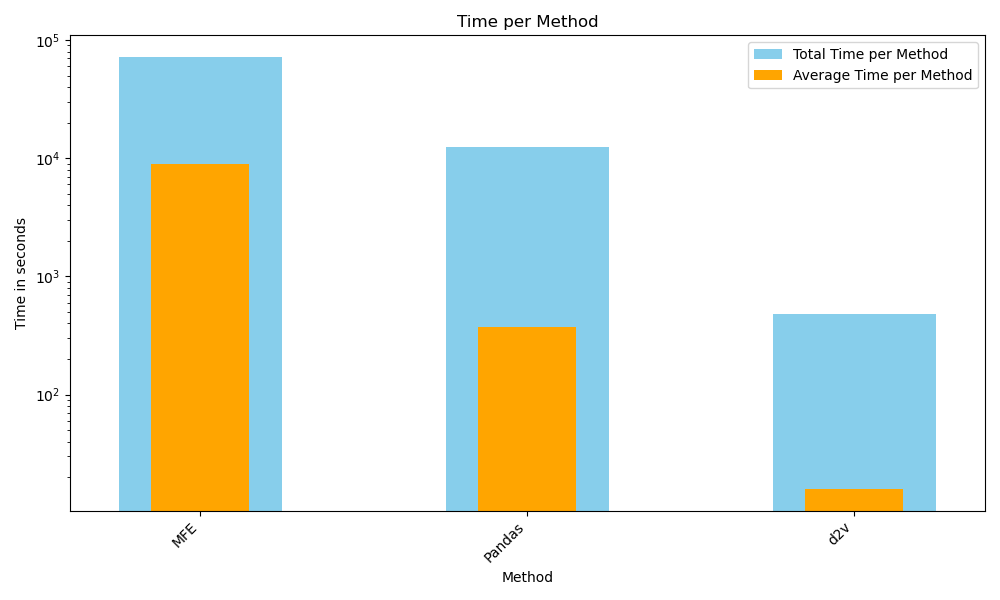 Time per Method
Total Time per Method
Average Time per Method
Time in seconds
10^5
10^4
10^3
10^2
MFE
Pandas
d2v
Method